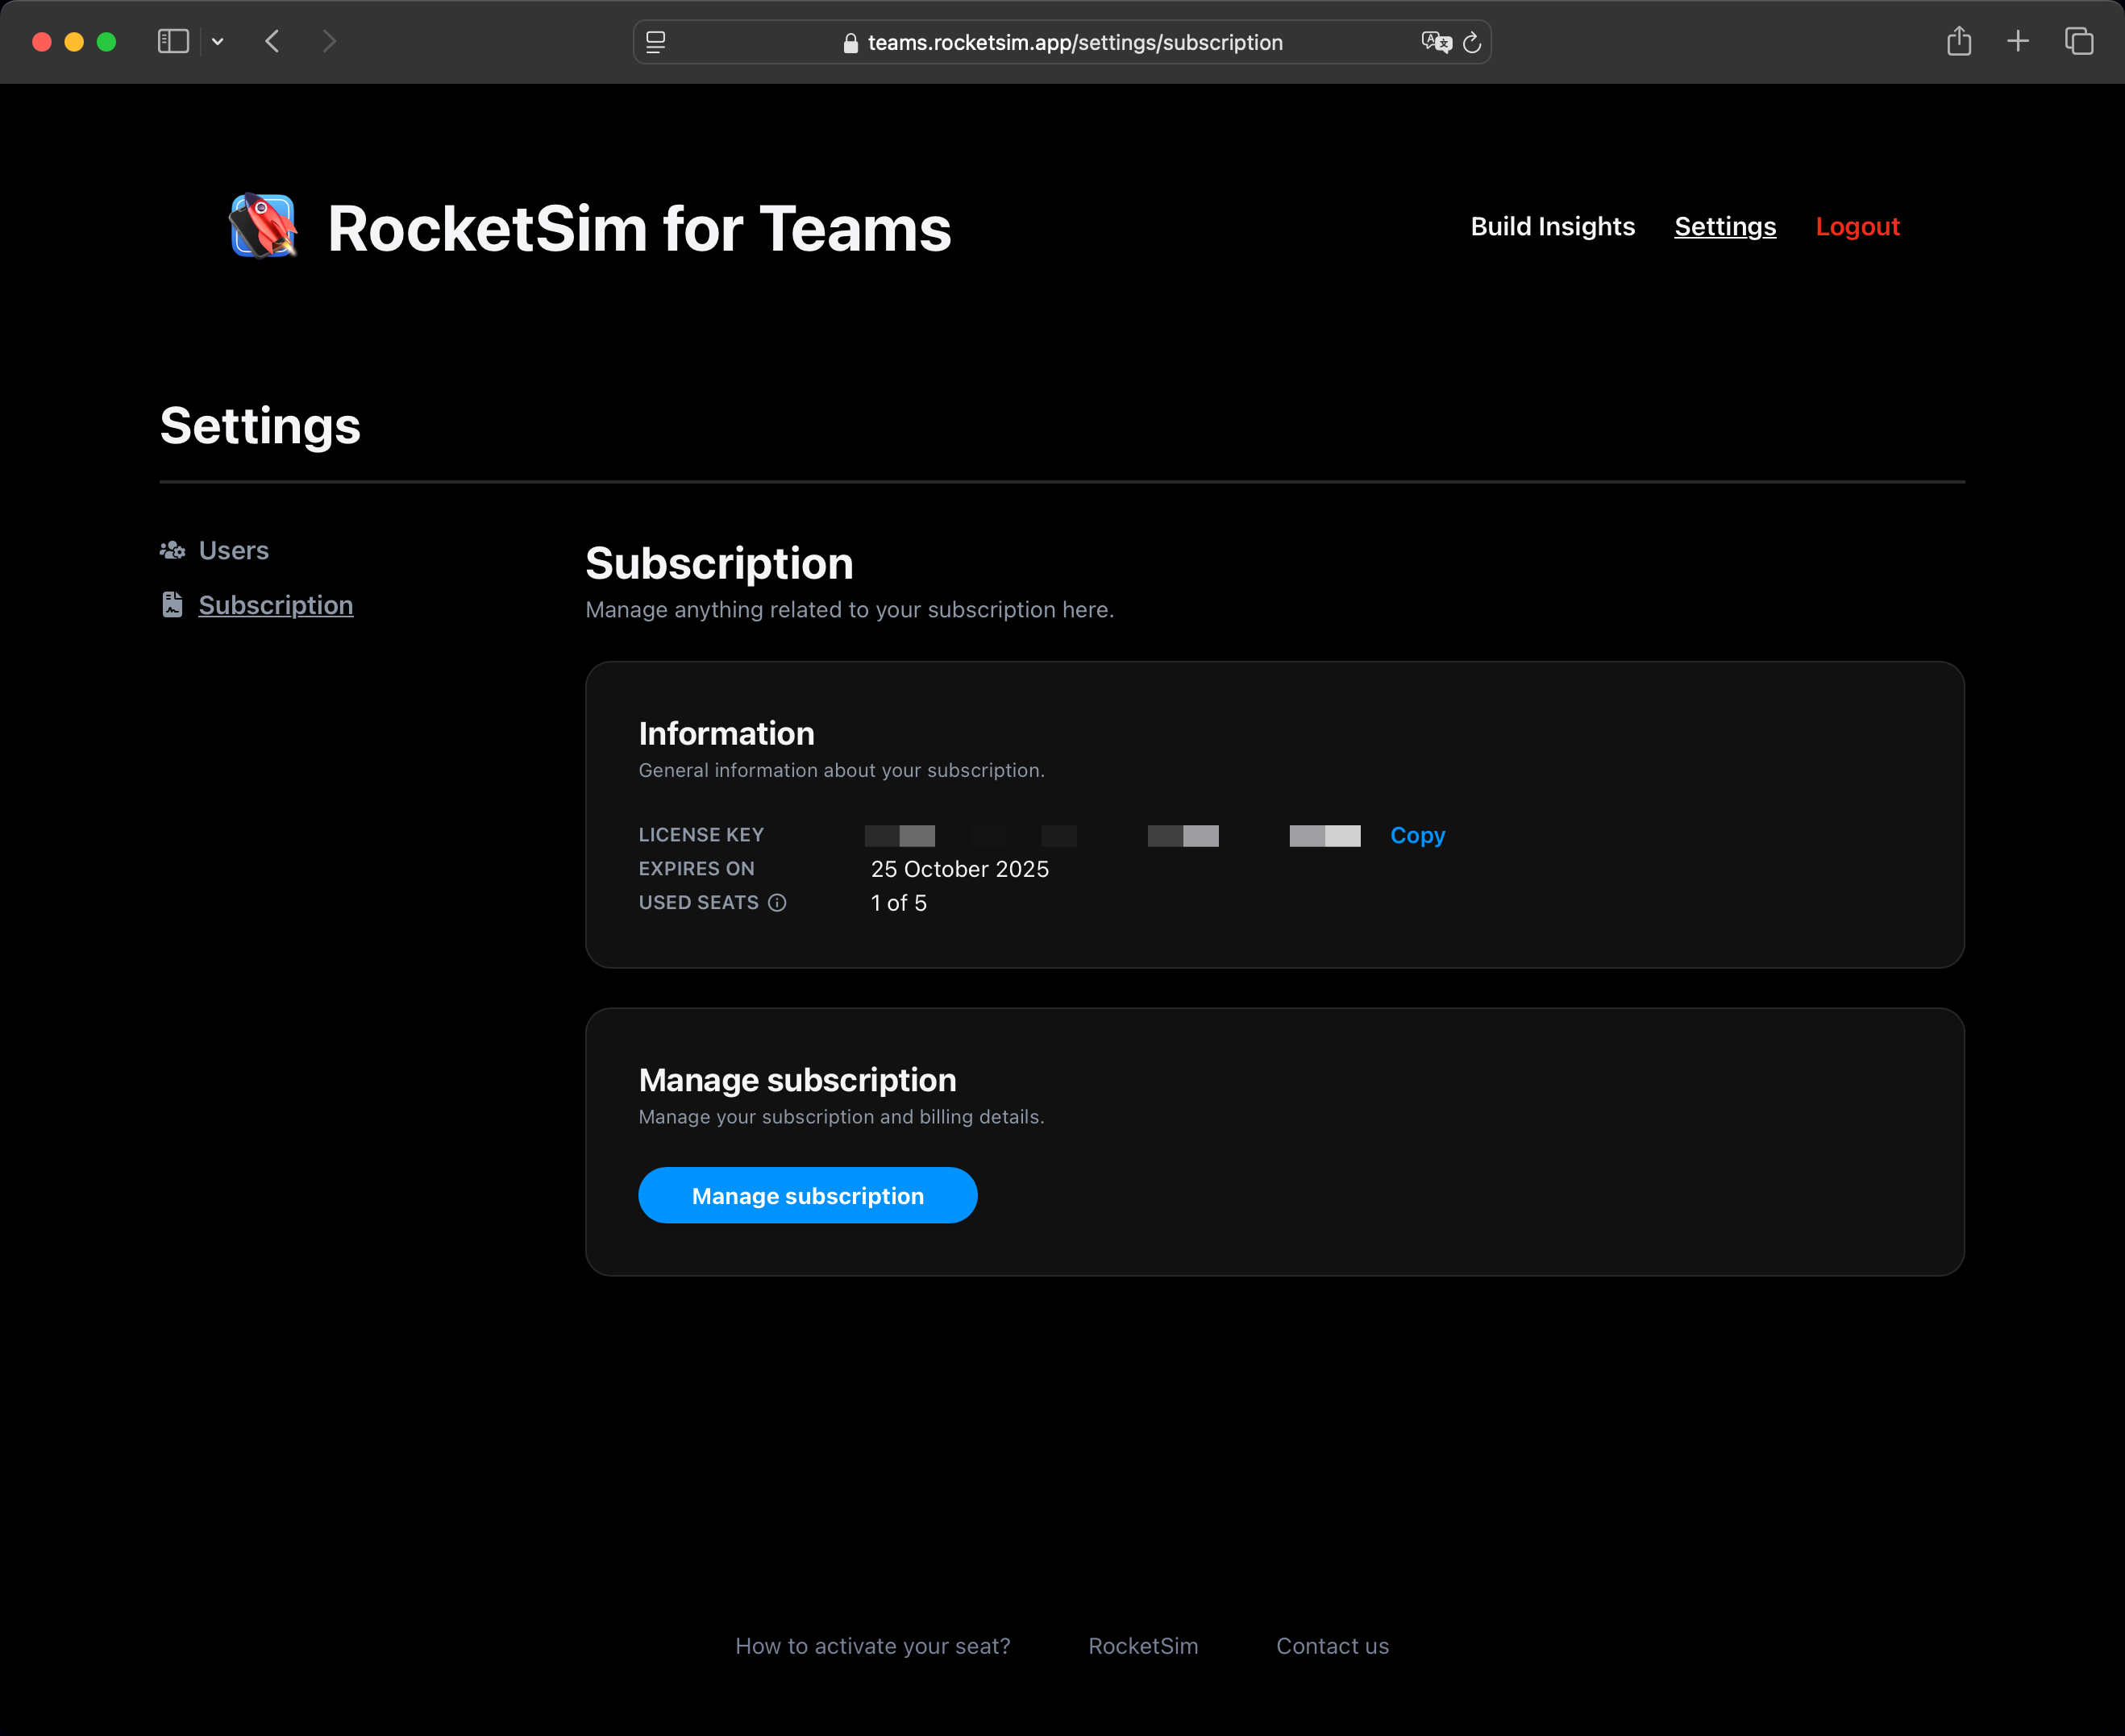 teams.rocketsim.app/settings/subscription
RocketSim for Teams
Build Insights
Settings
Logout
Settings
Users
Subscription
Subscription
Manage anything related to your subscription here.
Information
General information about your subscription.
LICENSE KEY
Copy
EXPIRES ON
25 October 2025
USED SEATS
1 of 5
Manage subscription
Manage your subscription and billing details.
Manage subscription
How to activate your seat?
RocketSim
Contact us